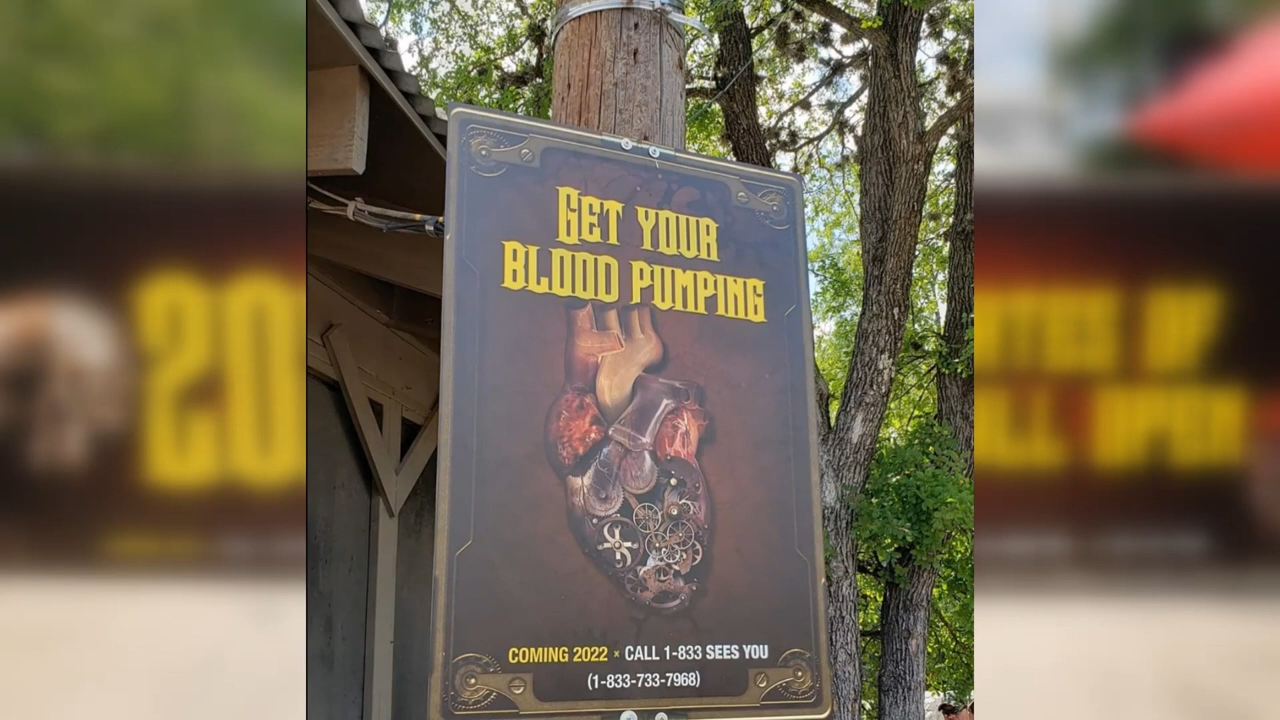 GET YOUR
BLOOD PUMPING
COMING 2022 × CALL 1-833 SEES YOU
(1-833-733-7968)